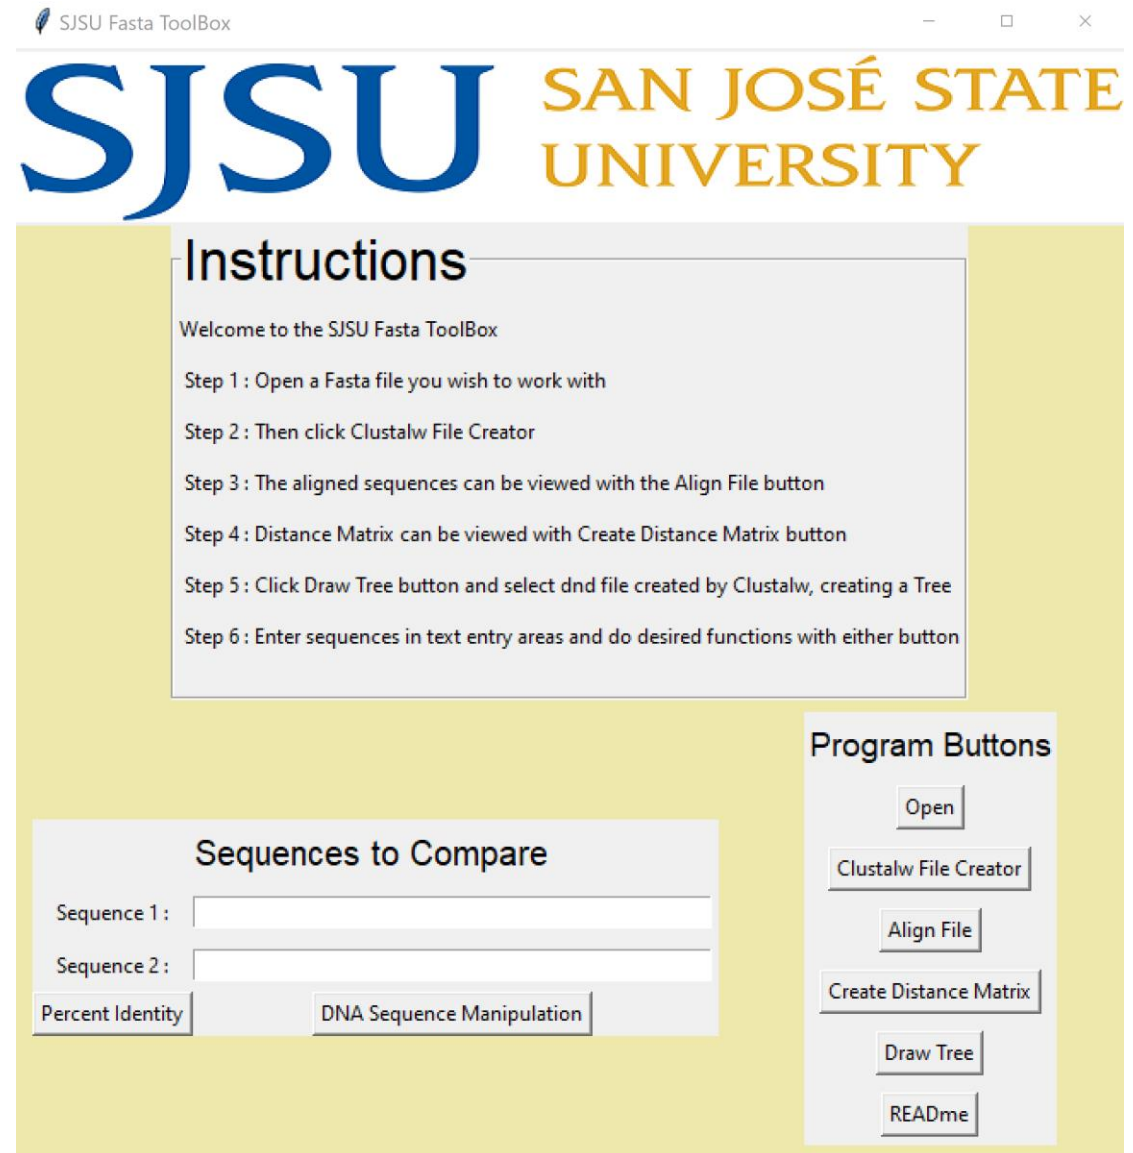 SJSU Fasta ToolBox
SJSU SAN JOSÉ STATE
UNIVERSITY
Instructions
Welcome to the SJSU Fasta ToolBox
Step 1 : Open a Fasta file you wish to work with
Step 2 : Then click Clustalw File Creator
Step 3 : The aligned sequences can be viewed with the Align File button
Step 4 : Distance Matrix can be viewed with Create Distance Matrix button
Step 5 : Click Draw Tree button and select dnd file created by Clustalw, creating a Tree
Step 6 : Enter sequences in text entry areas and do desired functions with either button
Sequences to Compare
Sequence 1 :
Sequence 2 :
Percent Identity
DNA Sequence Manipulation
Program Buttons
Open
Clustalw File Creator
Align File
Create Distance Matrix
Draw Tree
READme